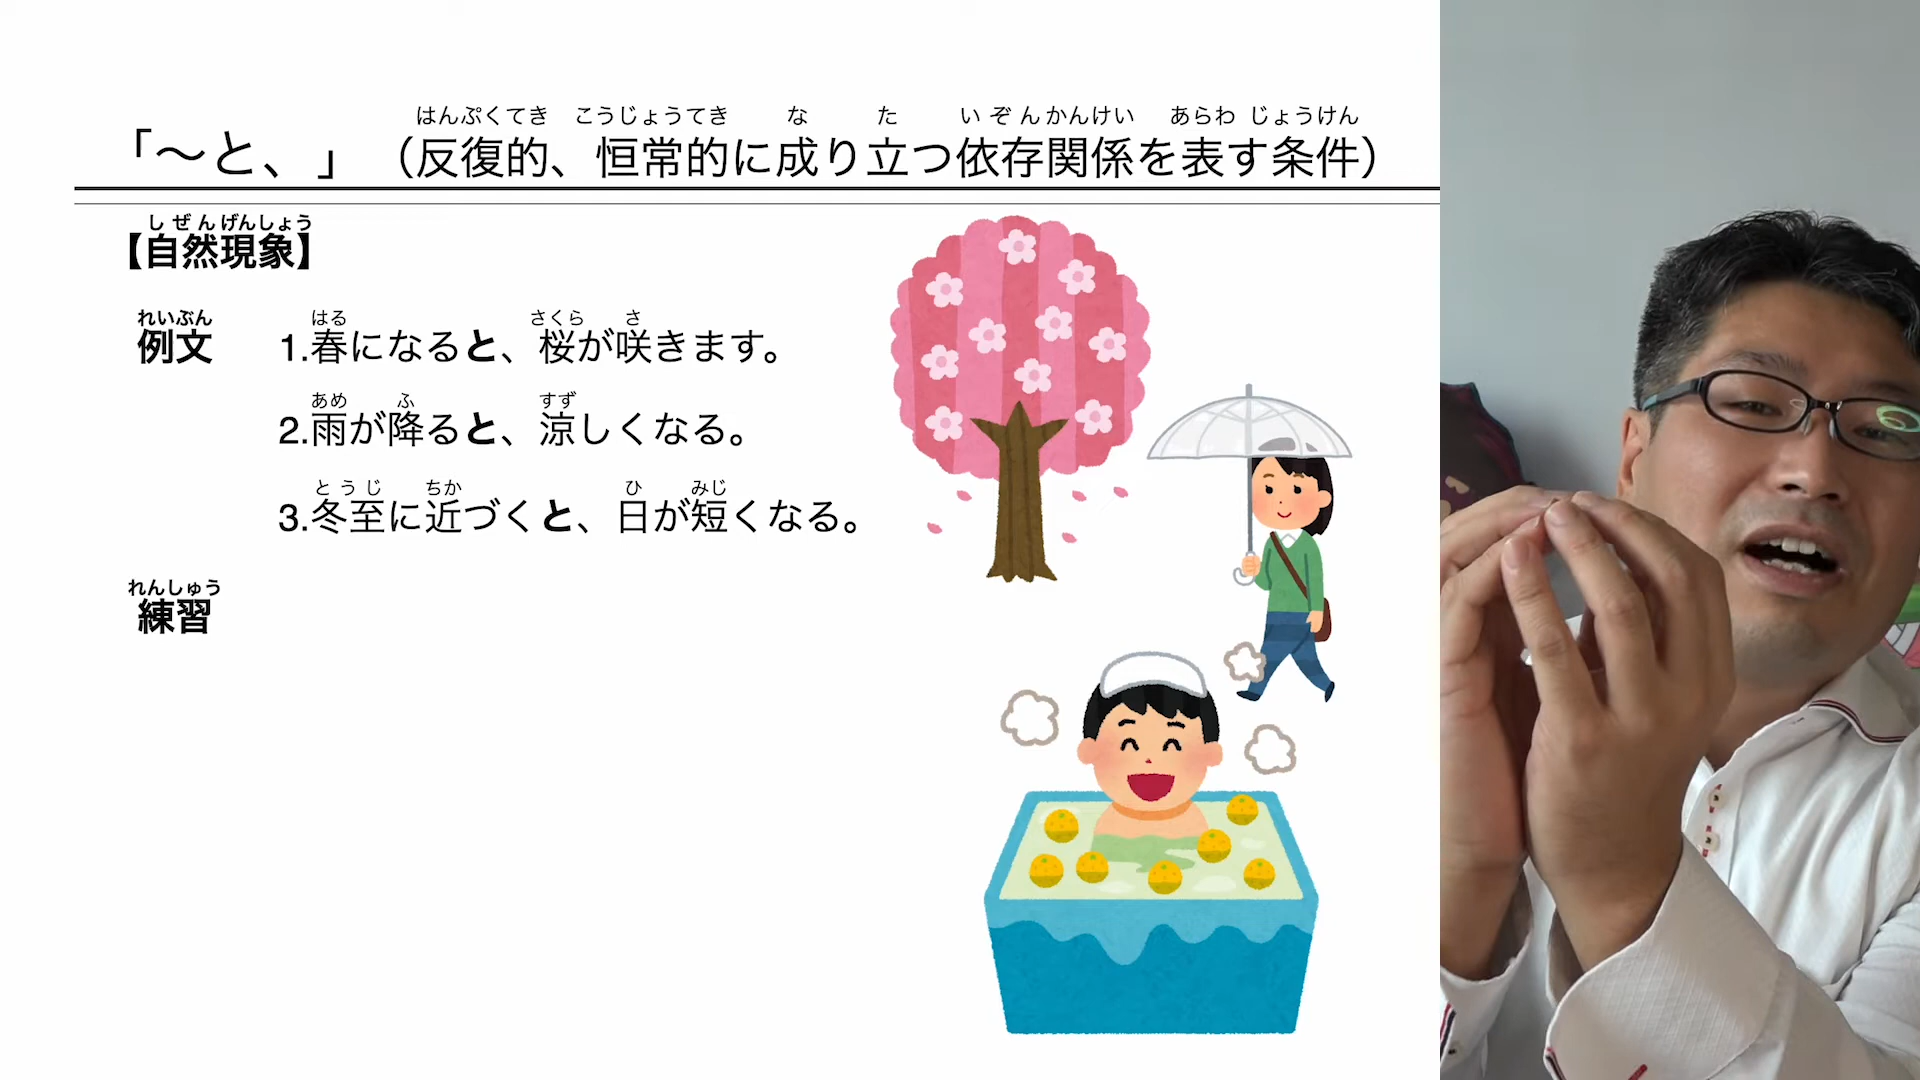 はんぷくてき こうじょうてき な た いぞんかんけい あらわ じょうけん
「〜と、」（反復的、恒常的に成り立つ依存関係を表す条件）
しぜんげんしょう
【自然現象】
れいぶん はる さくら さ
例文 1.春になると、桜が咲きます。
あめ ふ すず
2.雨が降ると、涼しくなる。
とうじ ちか ひ みじ
3.冬至に近づくと、日が短くなる。
れんしゅう
練習